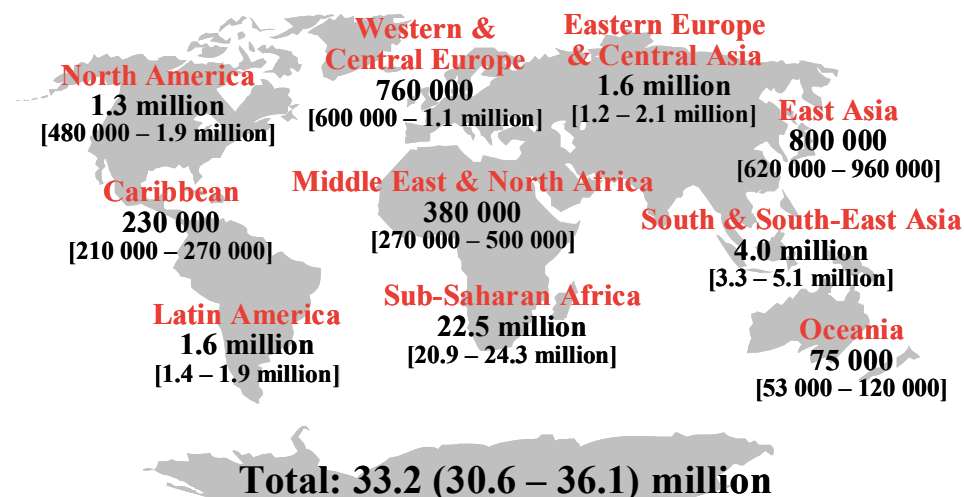 Western &
Central Europe
760 000
[600 000 – 1.1 million]
Eastern Europe
& Central Asia
1.6 million
[1.2 – 2.1 million]
North America
1.3 million
[480 000 – 1.9 million]
East Asia
800 000
[620 000 – 960 000]
Caribbean
230 000
[210 000 – 270 000]
Middle East & North Africa
380 000
[270 000 – 500 000]
South & South-East Asia
4.0 million
[3.3 – 5.1 million]
Latin America
1.6 million
[1.4 – 1.9 million]
Sub-Saharan Africa
22.5 million
[20.9 – 24.3 million]
Oceania
75 000
[53 000 – 120 000]
Total: 33.2 (30.6 – 36.1) million